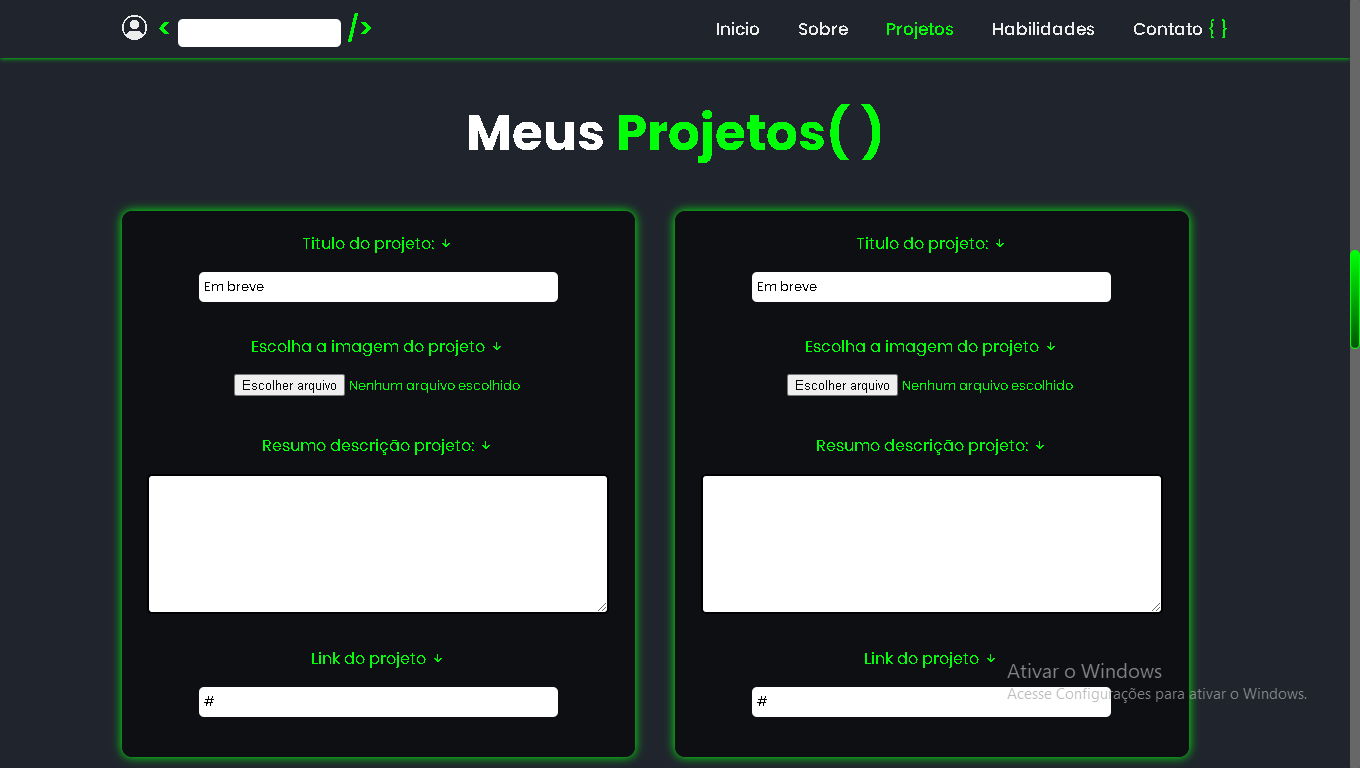 < />
Inicio Sobre Projetos Habilidades Contato { }
Meus Projetos( )
Titulo do projeto: ↓
Em breve
Escolha a imagem do projeto ↓
Escolher arquivo Nenhum arquivo escolhido
Resumo descrição projeto: ↓
Link do projeto ↓
#
Titulo do projeto: ↓
Em breve
Escolha a imagem do projeto ↓
Escolher arquivo Nenhum arquivo escolhido
Resumo descrição projeto: ↓
Link do projeto ↓
#
Ativar o Windows
Acesse Configurações para ativar o Windows.